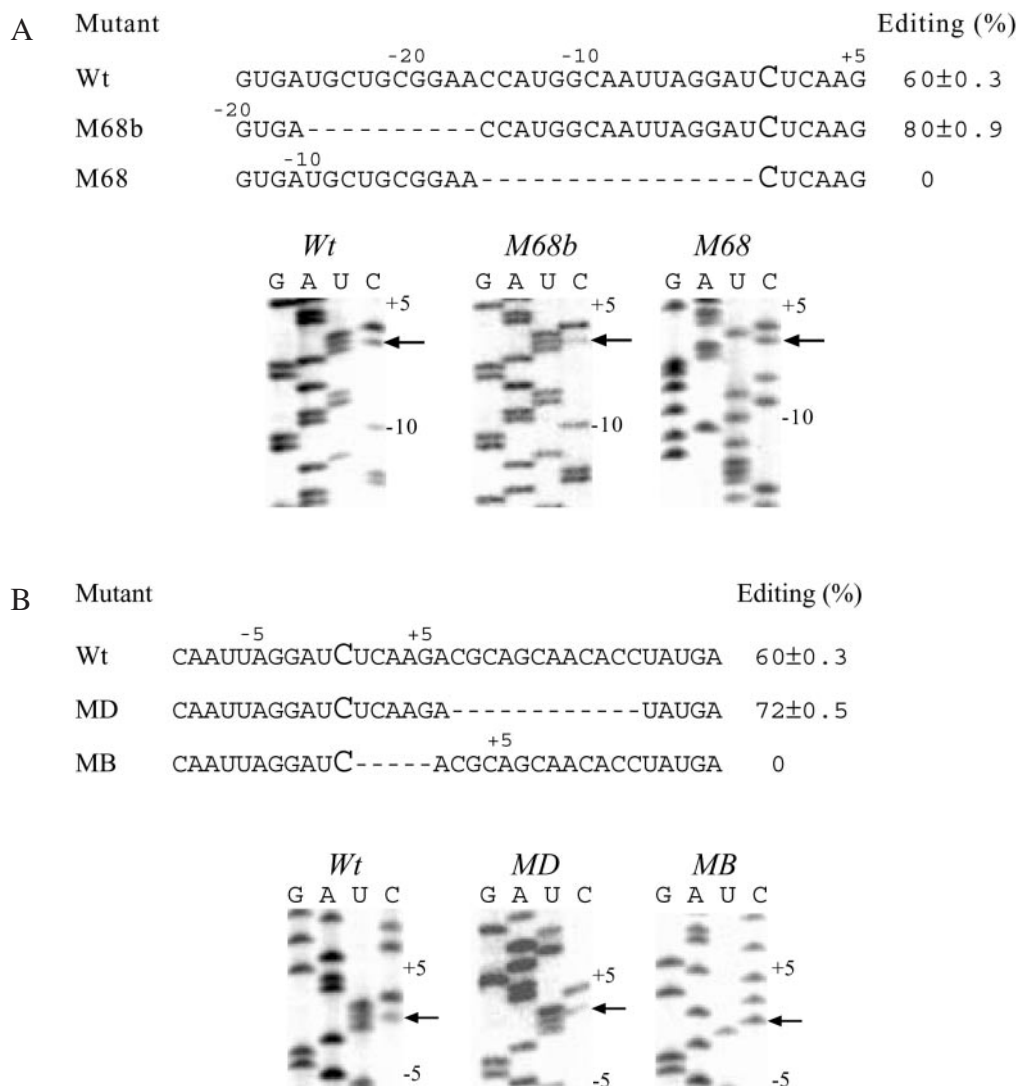 A
Mutant Editing (%)
-20 -10 +5
Wt GUGAUGCUGCGGAACCAUGGCAAUUAGGAUCUCAAG 60±0.3
-20
M68b GUGA----------CCAUGGCAAUUAGGAUCUCAAG 80±0.9
-10
M68 GUGAUGCUGCGGAA----------------CUCAAG 0
Wt M68b M68
G A U C G A U C G A U C
+5 +5 +5
-10 -10 -10
B
Mutant Editing (%)
-5 +5
Wt CAAUUAGGAUCUCAAGACGCAGCAACACCUAUGA 60±0.3
MD CAAUUAGGAUCUCAAGA------------UAUGA 72±0.5
+5
MB CAAUUAGGAUC-----ACGCAGCAACACCUAUGA 0
Wt MD MB
G A U C G A U C G A U C
+5 +5 +5
-5 -5 -5